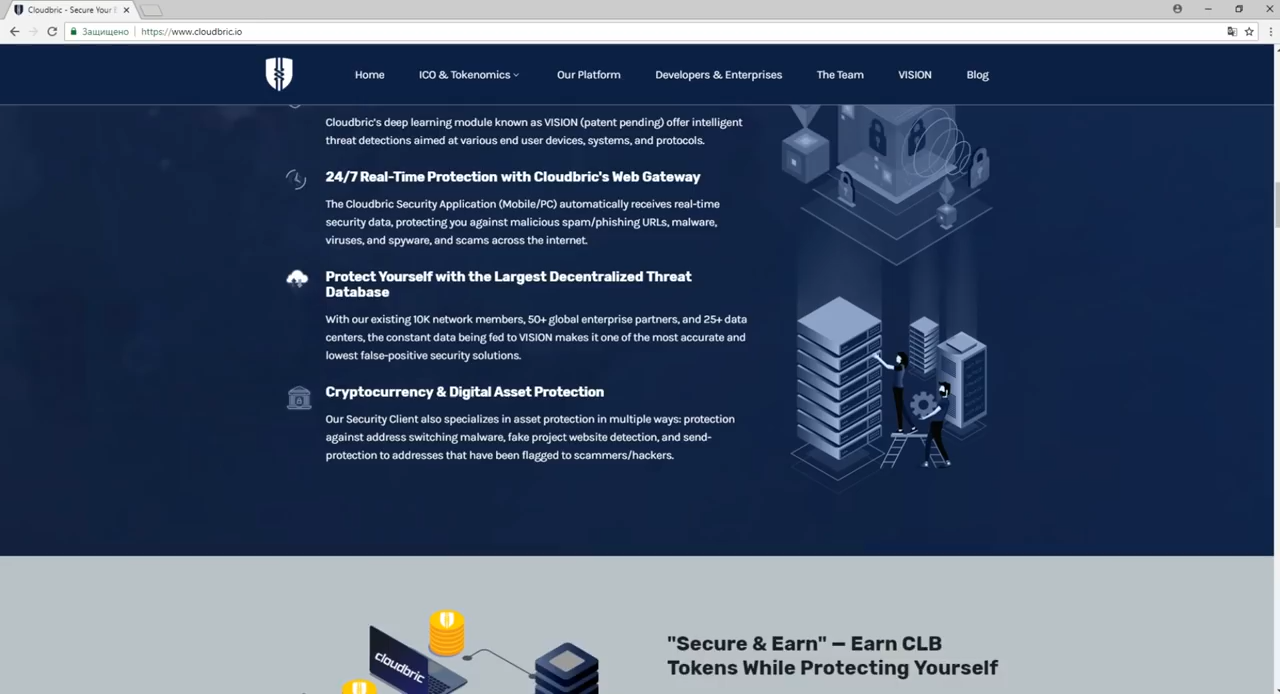 Cloudbric - Secure Your
Защищено
https://www.cloudbric.io
Home
ICO & Tokenomics
Our Platform
Developers & Enterprises
The Team
VISION
Blog
Cloudbric's deep learning module known as VISION (patent pending) offer intelligent
threat detections aimed at various end user devices, systems, and protocols.
24/7 Real-Time Protection with Cloudbric's Web Gateway
The Cloudbric Security Application (Mobile/PC) automatically receives real-time
security data, protecting you against malicious spam/phishing URLs, malware,
viruses, and spyware, and scams across the internet.
Protect Yourself with the Largest Decentralized Threat
Database
With our existing 10K network members, 50+ global enterprise partners, and 25+ data
centers, the constant data being fed to VISION makes it one of the most accurate and
lowest false-positive security solutions.
Cryptocurrency & Digital Asset Protection
Our Security Client also specializes in asset protection in multiple ways: protection
against address switching malware, fake project website detection, and send-
protection to addresses that have been flagged to scammers/hackers.
cloudbric
"Secure & Earn" — Earn CLB
Tokens While Protecting Yourself